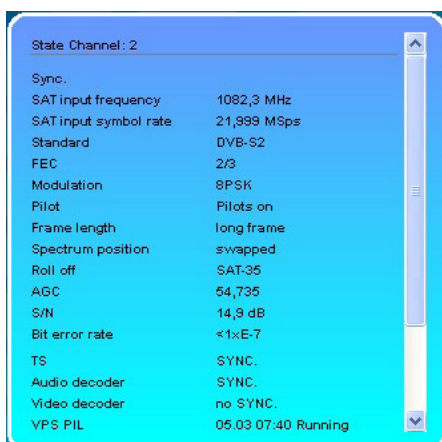 State Channel: 2
Sync.
SAT input frequency 1082,3 MHz
SAT input symbol rate 21,999 MSps
Standard DVB-S2
FEC 2/3
Modulation 8PSK
Pilot Pilots on
Frame length long frame
Spectrum position swapped
Roll off SAT-35
AGC 54,735
S/N 14,9 dB
Bit error rate <1xE-7
TS SYNC.
Audio decoder SYNC.
Video decoder no SYNC.
VPS PIL 05.03 07:40 Running